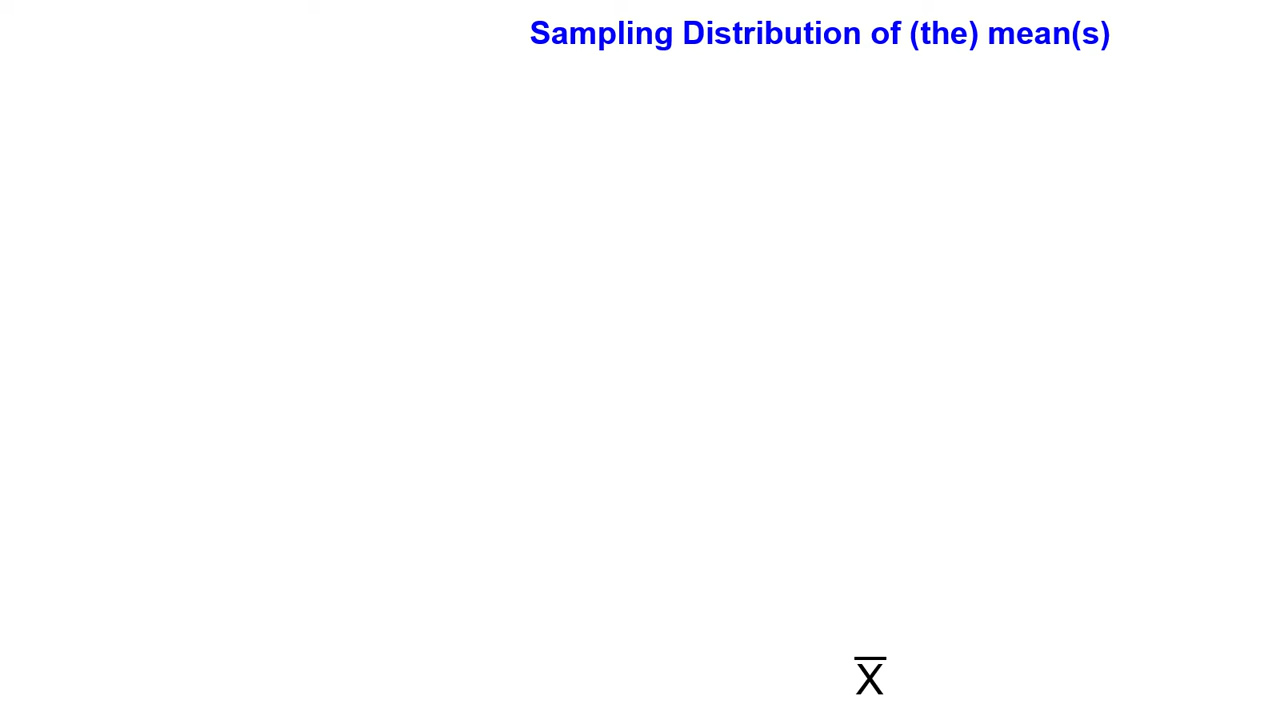 Sampling Distribution of (the) mean(s)
X̅